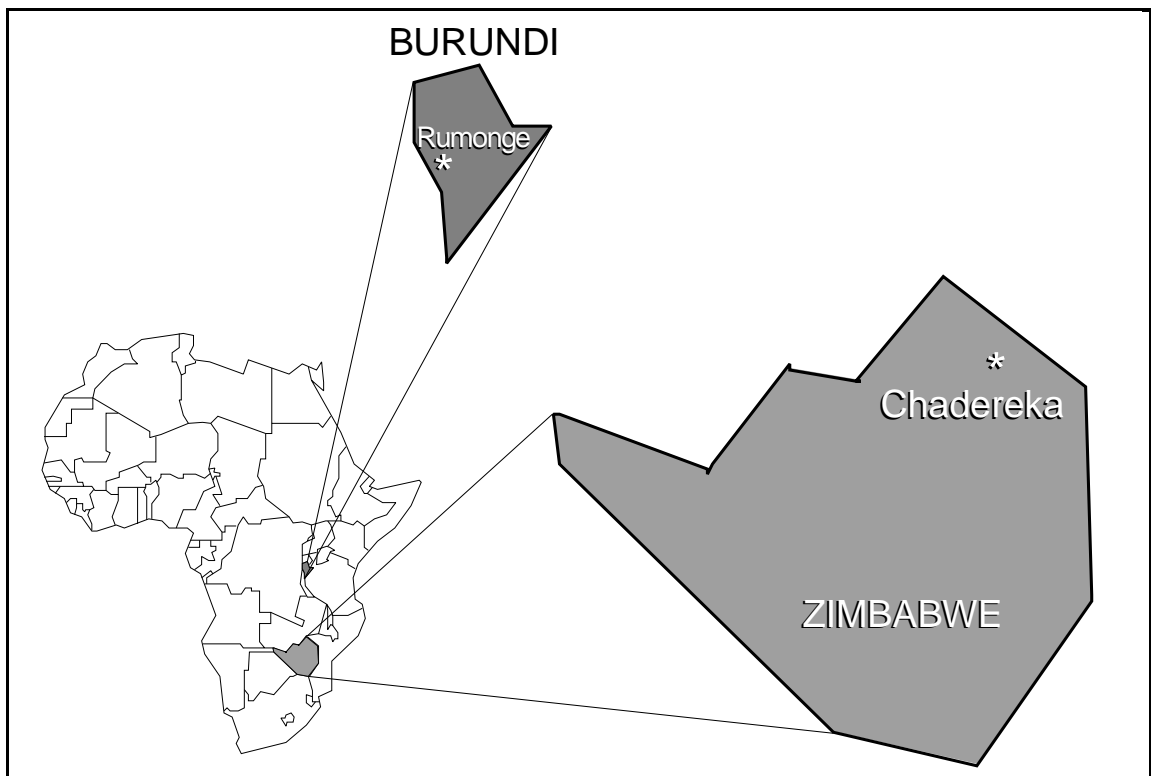 BURUNDI
Rumonge
*
*
Chadereka
ZIMBABWE